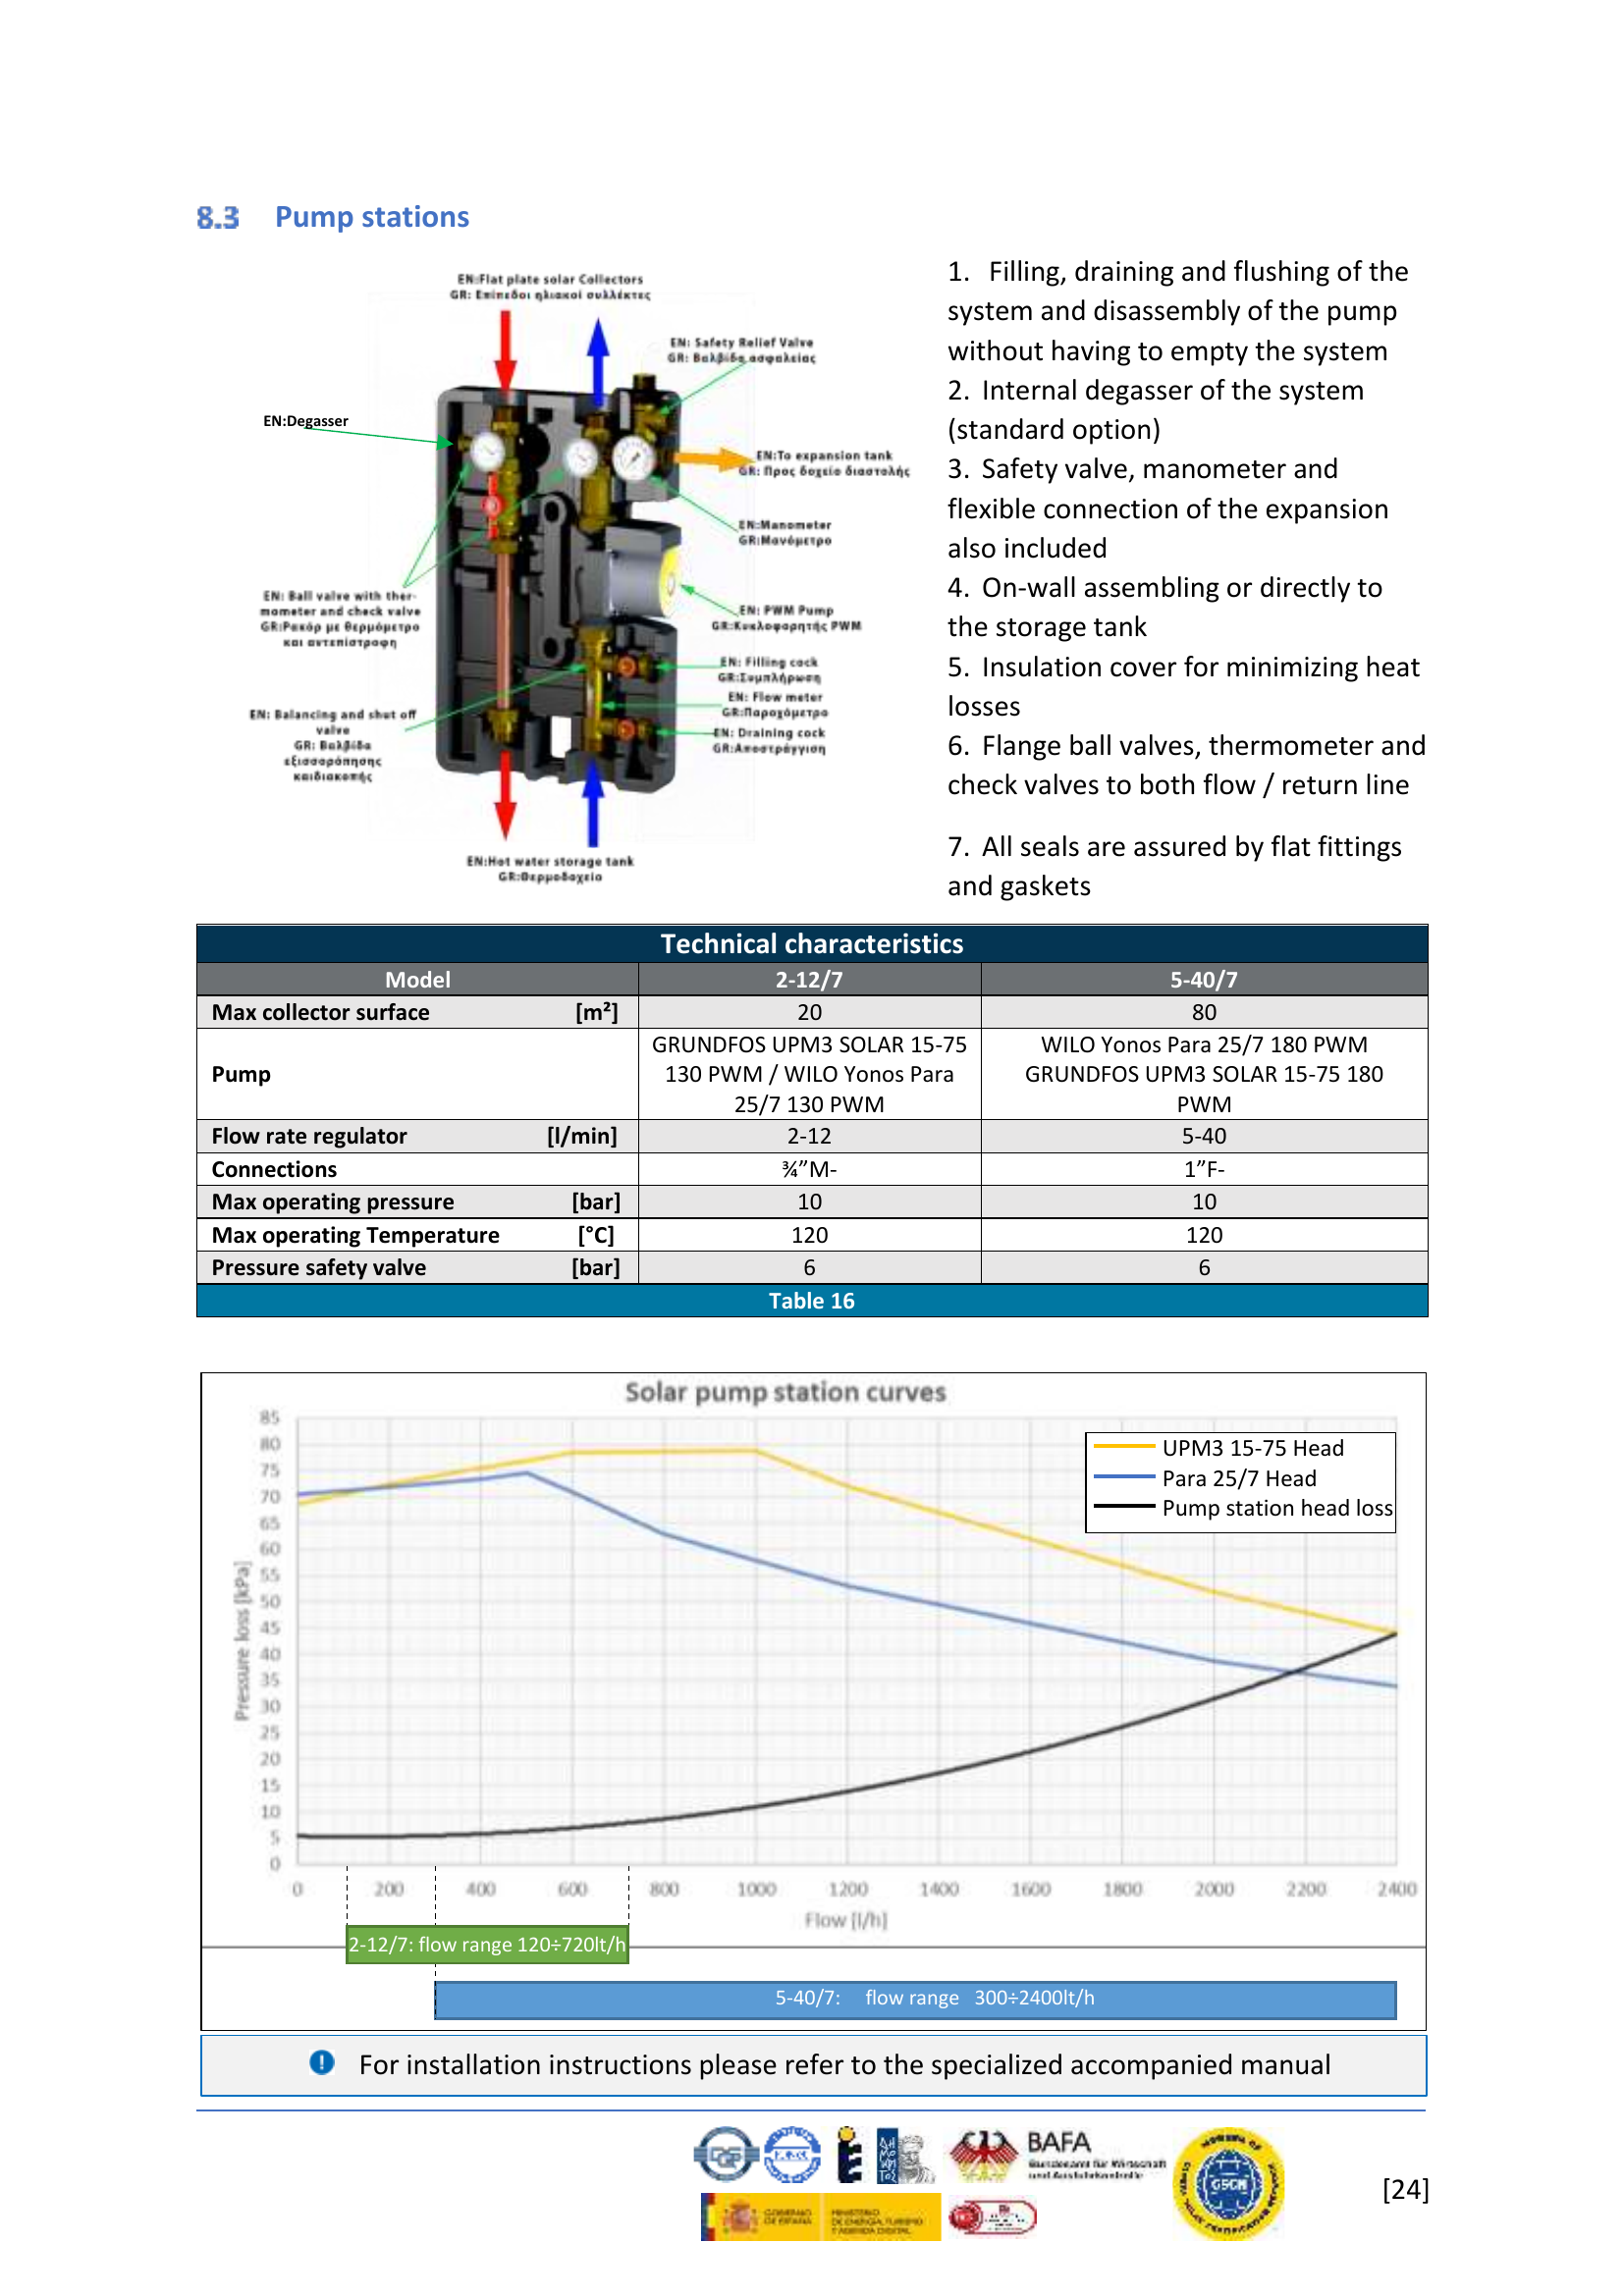 8.3 Pump stations
EN:Flat plate solar Collectors
GR: Επίπεδοι ηλιακοί συλλέκτες
EN: Safety Relief Valve
GR: Βαλβίδα ασφαλείας
EN:Degasser
EN:To expansion tank
GR: Προς δοχείο διαστολής
EN:Manometer
GR:Μανόμετρο
EN: Ball valve with ther-
mometer and check valve
GR:Ρακόρ με θερμόμετρο
και αντεπίστροφη
EN: PWM Pump
GR:Κυκλοφορητής PWM
EN: Filling cock
GR:Συμπλήρωση
EN: Flow meter
GR:Παροχόμετρο
EN: Draining cock
GR:Αποστράγγιση
EN: Balancing and shut off
valve
GR: Βαλβίδα
εξισσορόπησης
καιδιακοπής
EN:Hot water storage tank
GR:Θερμοδοχείο
1. Filling, draining and flushing of the
system and disassembly of the pump
without having to empty the system
2. Internal degasser of the system
(standard option)
3. Safety valve, manometer and
flexible connection of the expansion
also included
4. On-wall assembling or directly to
the storage tank
5. Insulation cover for minimizing heat
losses
6. Flange ball valves, thermometer and
check valves to both flow / return line
7. All seals are assured by flat fittings
and gaskets
Technical characteristics
Model 2-12/7 5-40/7
Max collector surface [m²] 20 80
Pump GRUNDFOS UPM3 SOLAR 15-75 130 PWM / WILO Yonos Para 25/7 130 PWM WILO Yonos Para 25/7 180 PWM GRUNDFOS UPM3 SOLAR 15-75 180 PWM
Flow rate regulator [l/min] 2-12 5-40
Connections ¾”M- 1”F-
Max operating pressure [bar] 10 10
Max operating Temperature [°C] 120 120
Pressure safety valve [bar] 6 6
Table 16
Solar pump station curves
UPM3 15-75 Head
Para 25/7 Head
Pump station head loss
Pressure loss [kPa]
85
80
75
70
65
60
55
50
45
40
35
30
25
20
15
10
5
0
0 200 400 600 800 1000 1200 1400 1600 1800 2000 2200 2400
Flow [l/h]
2-12/7: flow range 120÷720lt/h
5-40/7: flow range 300÷2400lt/h
For installation instructions please refer to the specialized accompanied manual
BAFA
Bundesamt für Wirtschaft
und Ausfuhrkontrolle
GOBIERNO
DE ESPAÑA
MINISTERIO
DE ENERGÍA, TURISMO
Y AGENDA DIGITAL
[24]